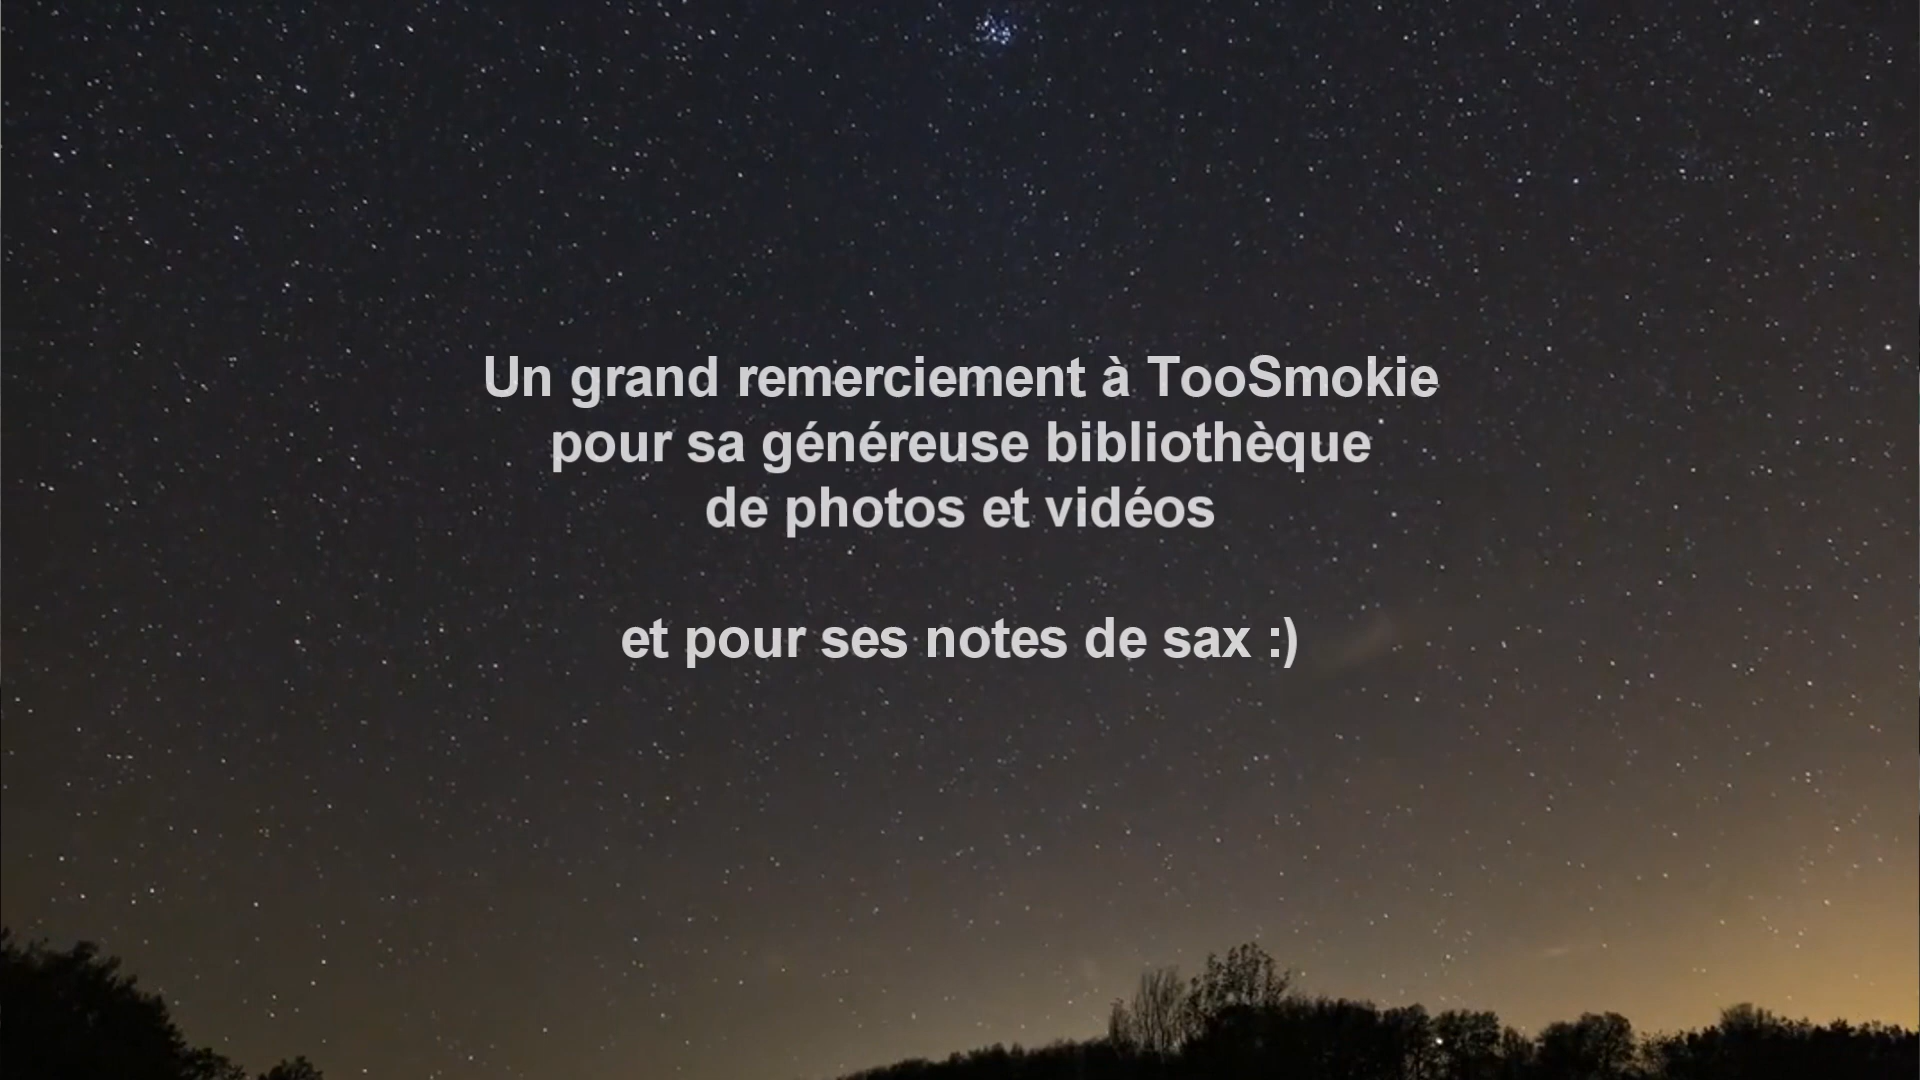 Un grand remerciement à TooSmokie
pour sa généreuse bibliothèque
de photos et vidéos
et pour ses notes de sax :)